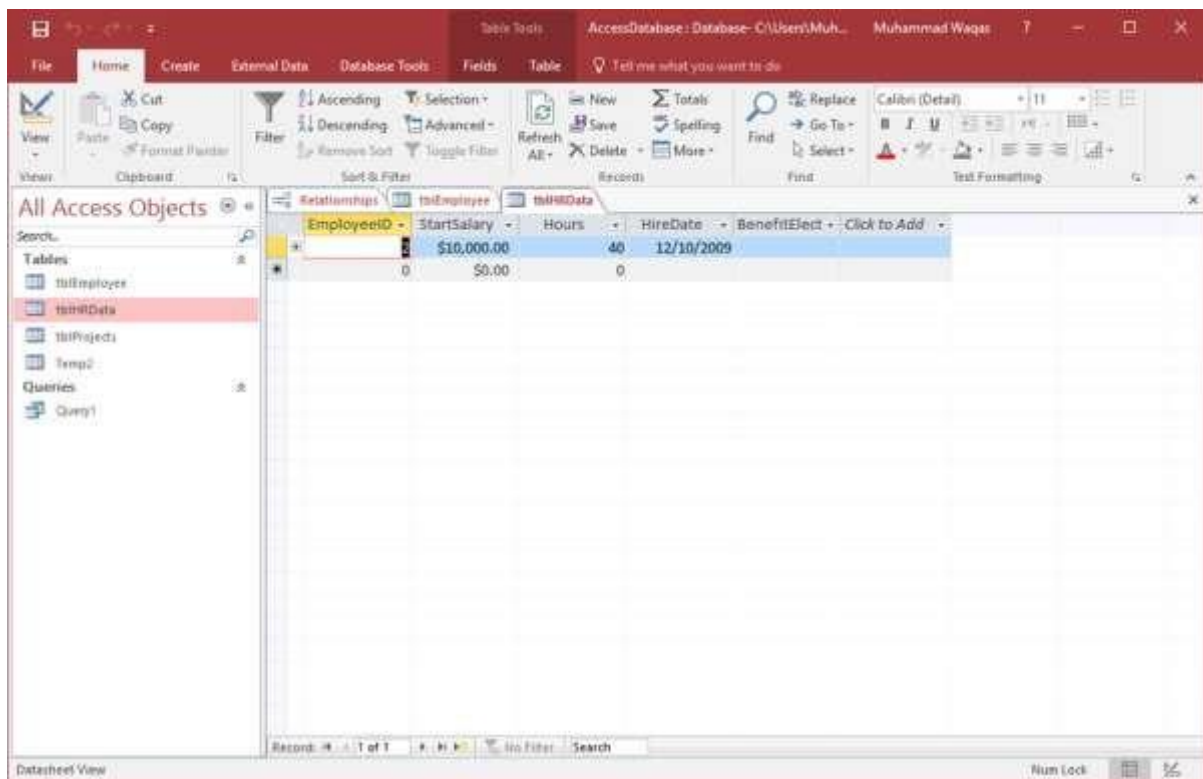 Table Tools AccessDatabase : Database- C:\Users\Muh... Muhammad Waqas ?
File Home Create External Data Database Tools Fields Table Tell me what you want to do
View
Paste
Cut
Copy
Format Painter
Filter
Ascending
Descending
Remove Sort
Selection
Advanced
Toggle Filter
Refresh All
New
Save
Delete
Totals
Spelling
More
Find
Replace
Go To
Select
Calibri (Detail) 11
B I U
Views Clipboard Sort & Filter Records Find Text Formatting
All Access Objects
Search...
Tables
tblEmployee
tblHRData
tblProjects
Temp2
Queries
Query1
Relationships tblEmployee tblHRData
EmployeeID StartSalary Hours HireDate BenefitElect Click to Add
2 $10,000.00 40 12/10/2009
0 $0.00 0
Record: 1 of 1 No Filter Search
Datasheet View Num Lock